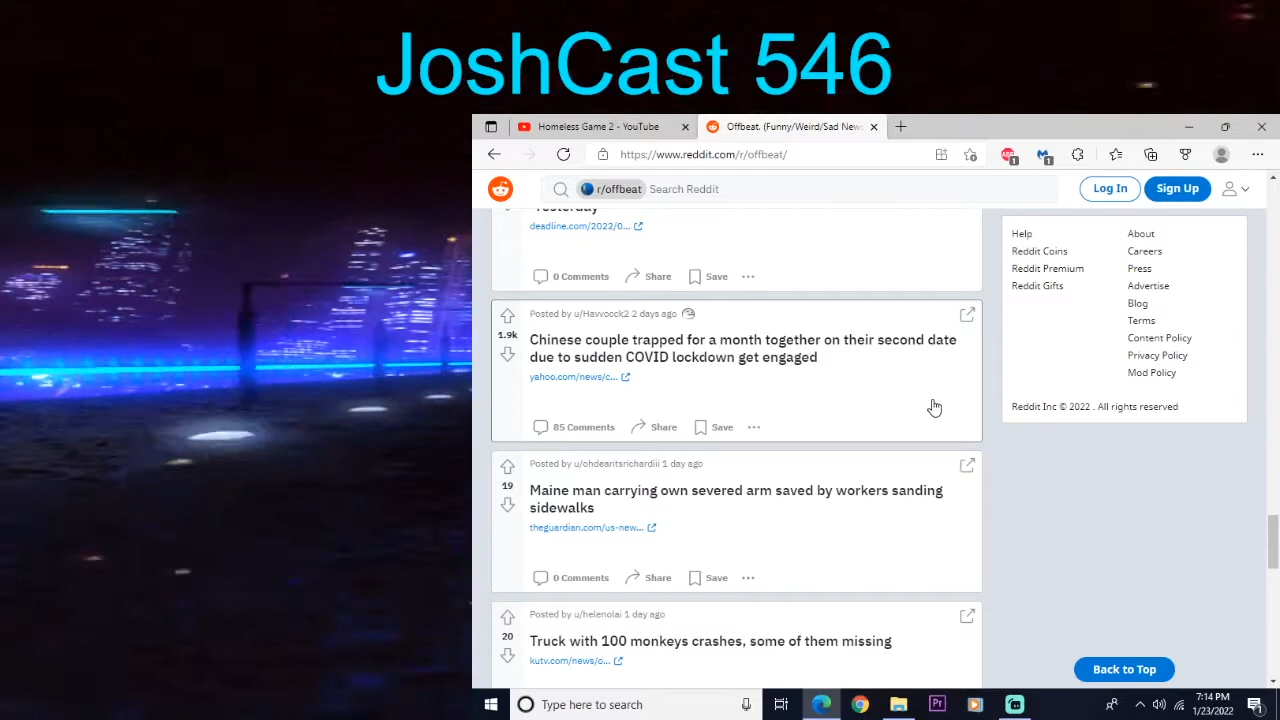 JoshCast 546
Homeless Game 2 - YouTube
Offbeat. (Funny/Weird/Sad New
https://www.reddit.com/r/offbeat/
1
1
r/offbeat Search Reddit
Log In
Sign Up
Yesterday
deadline.com/2022/0...
0 Comments Share Save
Help
About
Reddit Coins
Careers
Reddit Premium
Press
Reddit Gifts
Advertise
Blog
Terms
Content Policy
Privacy Policy
Mod Policy
Reddit Inc © 2022 . All rights reserved
1.9k
Posted by u/Havvocck2 2 days ago
Chinese couple trapped for a month together on their second date
due to sudden COVID lockdown get engaged
yahoo.com/news/c...
85 Comments Share Save
19
Posted by u/ohdeantsrichardiii 1 day ago
Maine man carrying own severed arm saved by workers sanding
sidewalks
theguardian.com/us-new...
0 Comments Share Save
20
Posted by u/helenolai 1 day ago
Truck with 100 monkeys crashes, some of them missing
kutv.com/news/o...
Back to Top
Type here to search
Pr
7:14 PM
1/23/2022
1